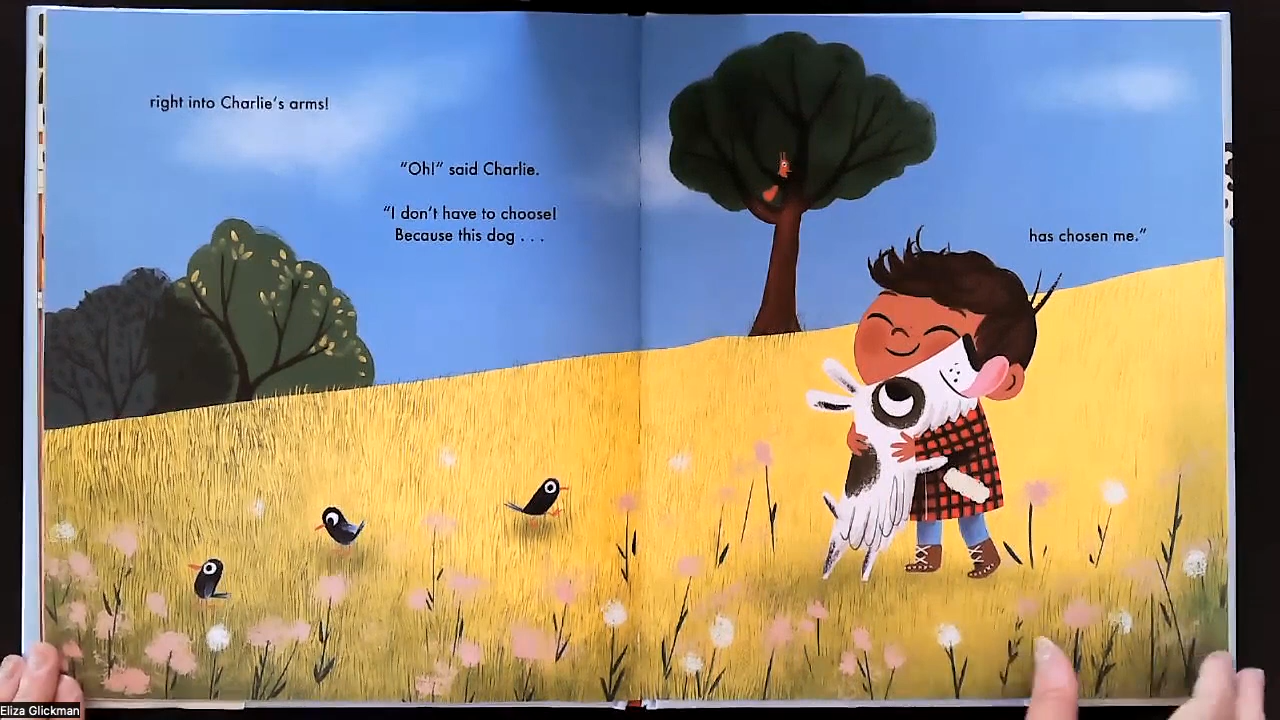 right into Charlie's arms!
"Oh!" said Charlie.
"I don't have to choose!
Because this dog . . .
has chosen me."
Eliza Glickman